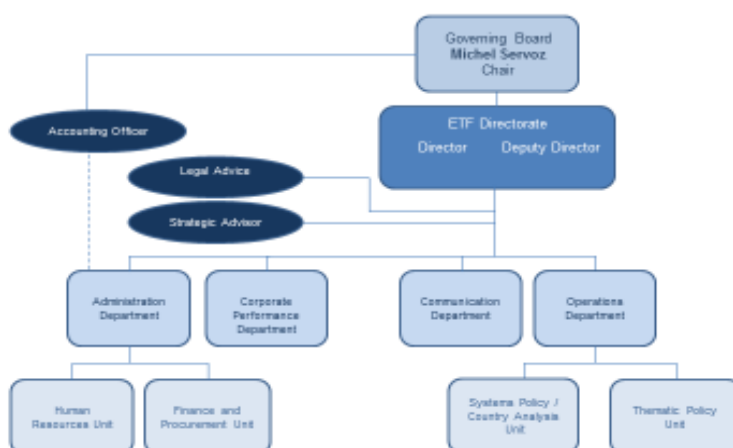 Governing Board
Michel Servoz
Chair
ETF Directorate
Director Deputy Director
Accounting Officer
Legal Advice
Strategic Advisor
Administration
Department
Corporate
Performance
Department
Communication
Department
Operations
Department
Human
Resources Unit
Finance and
Procurement Unit
Systems Policy /
Country Analysis
Unit
Thematic Policy
Unit